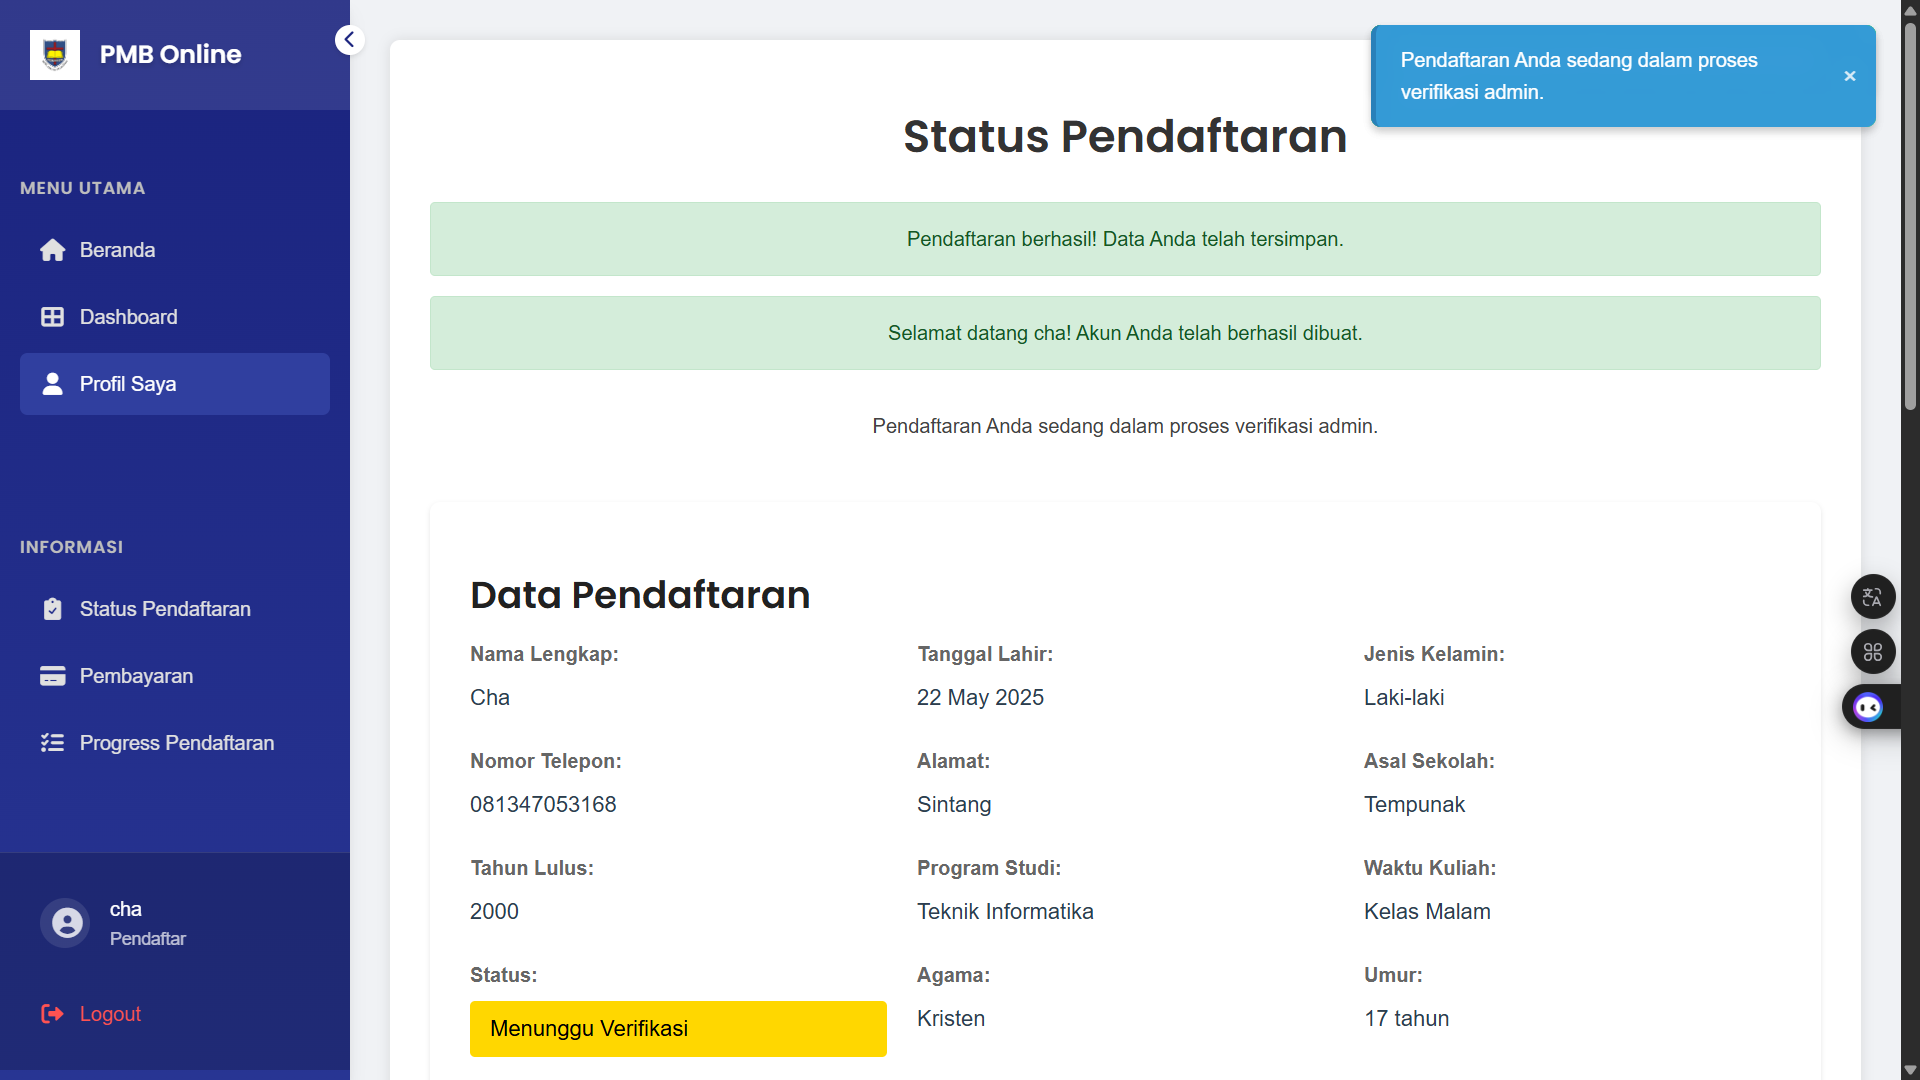 PMB Online
MENU UTAMA
Beranda
Dashboard
Profil Saya
INFORMASI
Status Pendaftaran
Pembayaran
Progress Pendaftaran
cha
Pendaftar
Logout
Pendaftaran Anda sedang dalam proses
verifikasi admin.
×
Status Pendaftaran
Pendaftaran berhasil! Data Anda telah tersimpan.
Selamat datang cha! Akun Anda telah berhasil dibuat.
Pendaftaran Anda sedang dalam proses verifikasi admin.
Data Pendaftaran
Nama Lengkap:
Cha
Tanggal Lahir:
22 May 2025
Jenis Kelamin:
Laki-laki
Nomor Telepon:
081347053168
Alamat:
Sintang
Asal Sekolah:
Tempunak
Tahun Lulus:
2000
Program Studi:
Teknik Informatika
Waktu Kuliah:
Kelas Malam
Status:
Menunggu Verifikasi
Agama:
Kristen
Umur:
17 tahun